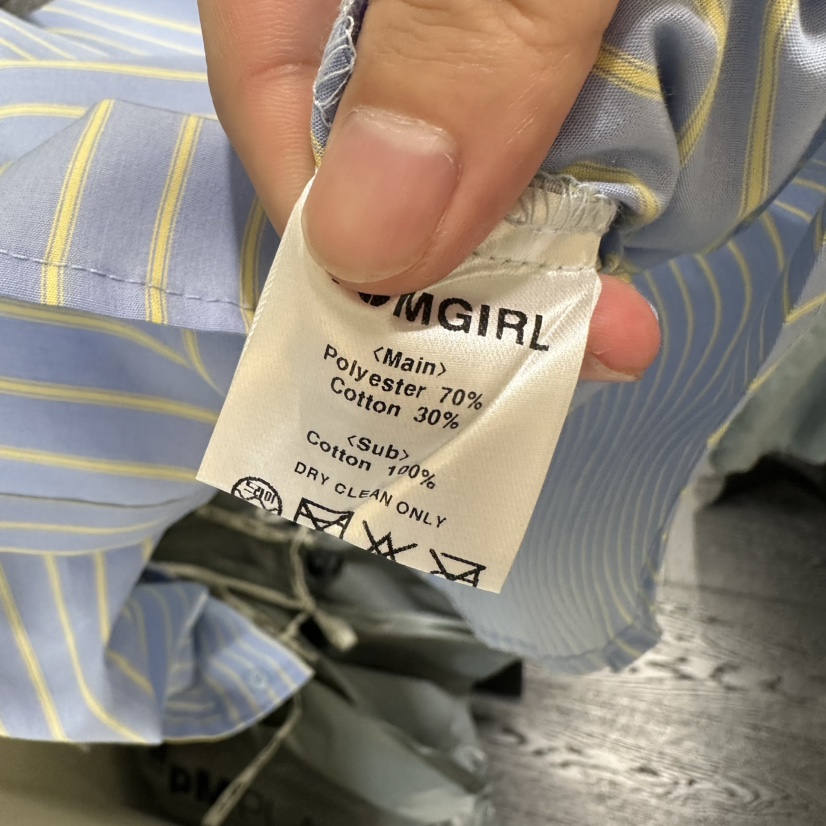 MGIRL
<Main>
Polyester 70%
Cotton 30%
<Sub>
Cotton 100%
DRY CLEAN ONLY